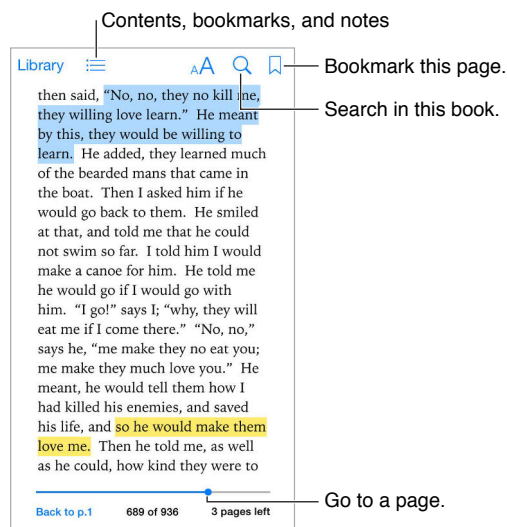 Contents, bookmarks, and notes
Library AA
Bookmark this page.
Search in this book.
then said, “No, no, they no kill me,
they willing love learn.”  He meant
by this, they would be willing to
learn.  He added, they learned much
of the bearded mans that came in
the boat.  Then I asked him if he
would go back to them.  He smiled
at that, and told me that he could
not swim so far.  I told him I would
make a canoe for him.  He told me
he would go if I would go with
him.  “I go!” says I; “why, they will
eat me if I come there.”  “No, no,”
says he, “me make they no eat you;
me make they much love you.”  He
meant, he would tell them how I
had killed his enemies, and saved
his life, and so he would make them
love me.  Then he told me, as well
as he could, how kind they were to
Go to a page.
Back to p.1 689 of 936 3 pages left